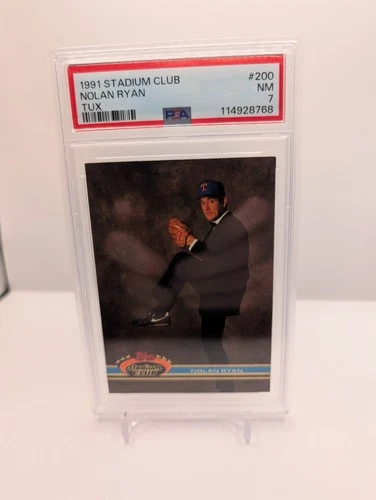 1991 STADIUM CLUB #200
NOLAN RYAN NM
TUX 7
PSA 114928768
T
Topps
Stadium
CLUB
NOLAN RYAN